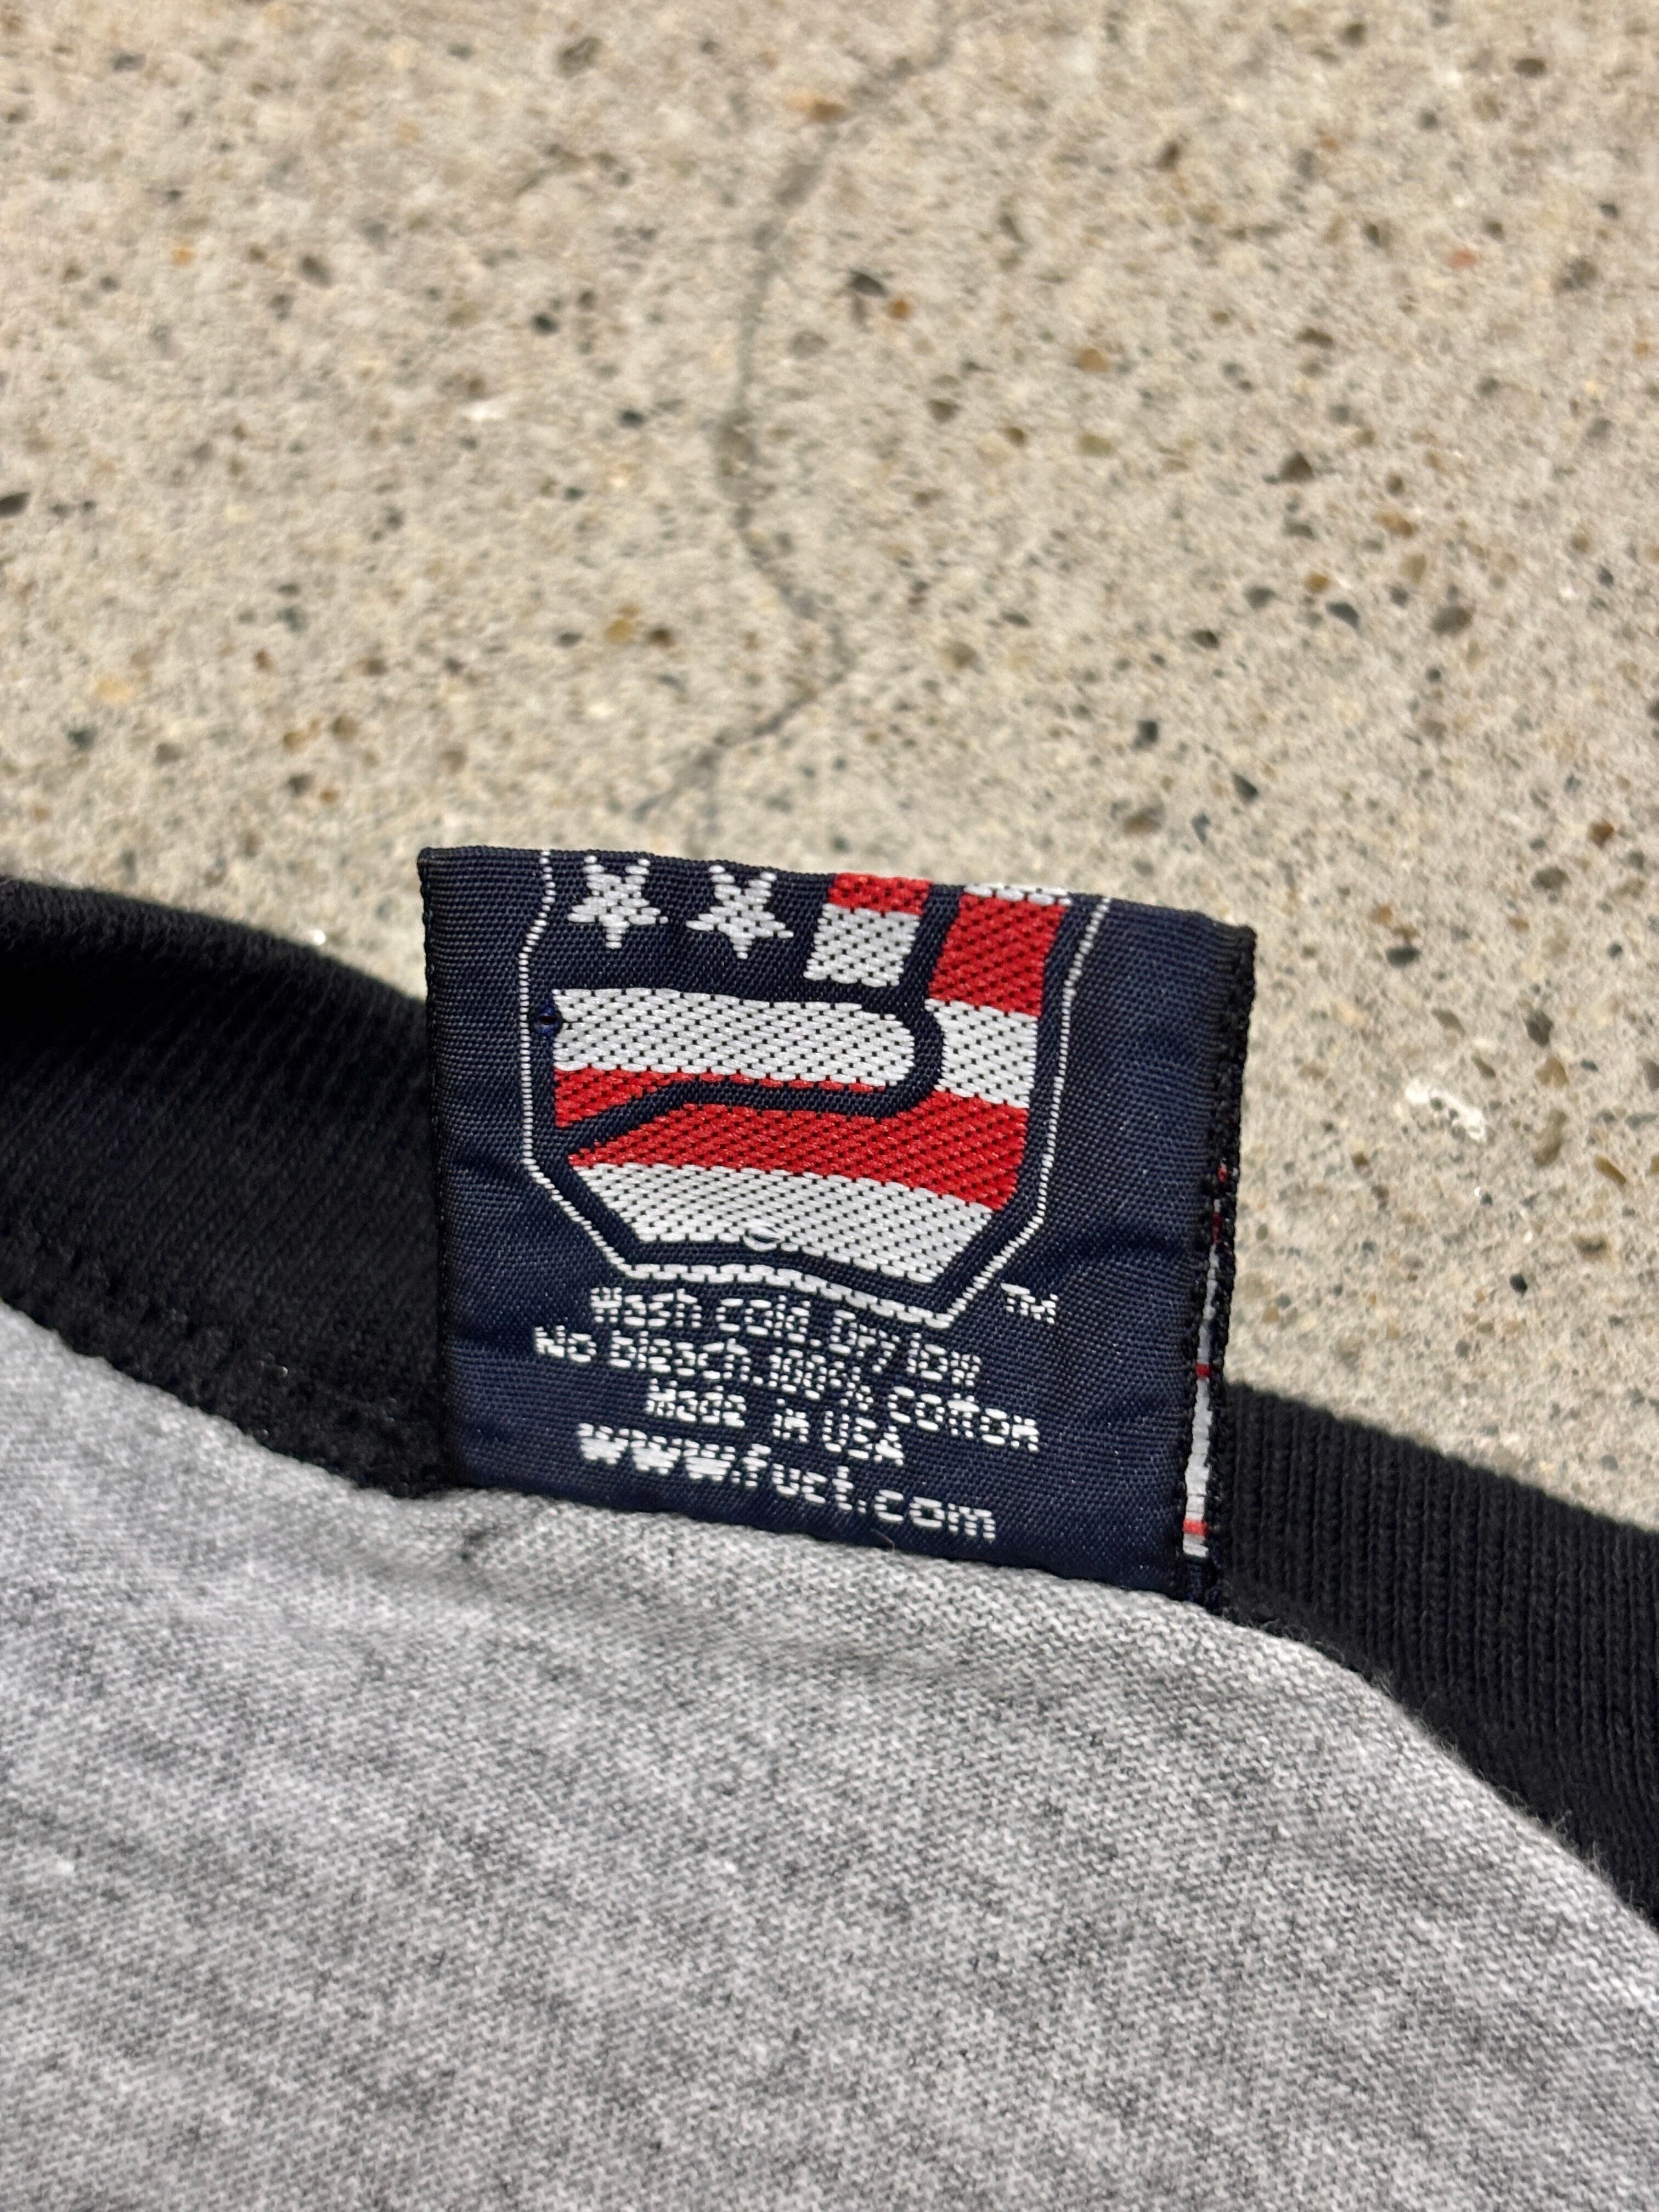 TM
Wash cold. Dry low
No bleach. 100% cotton
Made in USA
www.fuct.com